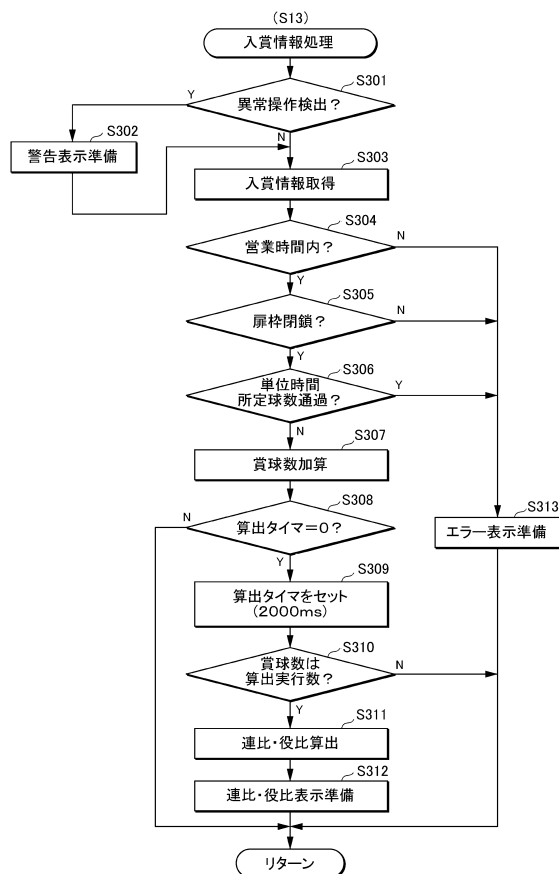 (S13)
入賞情報処理
S301
異常操作検出？
Y
N
S302
警告表示準備
S303
入賞情報取得
S304
営業時間内？
N
Y
S305
扉枠閉鎖？
N
Y
S306
単位時間
所定球数通過？
Y
N
S307
賞球数加算
S308
算出タイマ＝０？
N
Y
S313
エラー表示準備
S309
算出タイマをセット
(2000ms)
S310
賞球数は
算出実行数？
N
Y
S311
連比・役比算出
S312
連比・役比表示準備
リターン